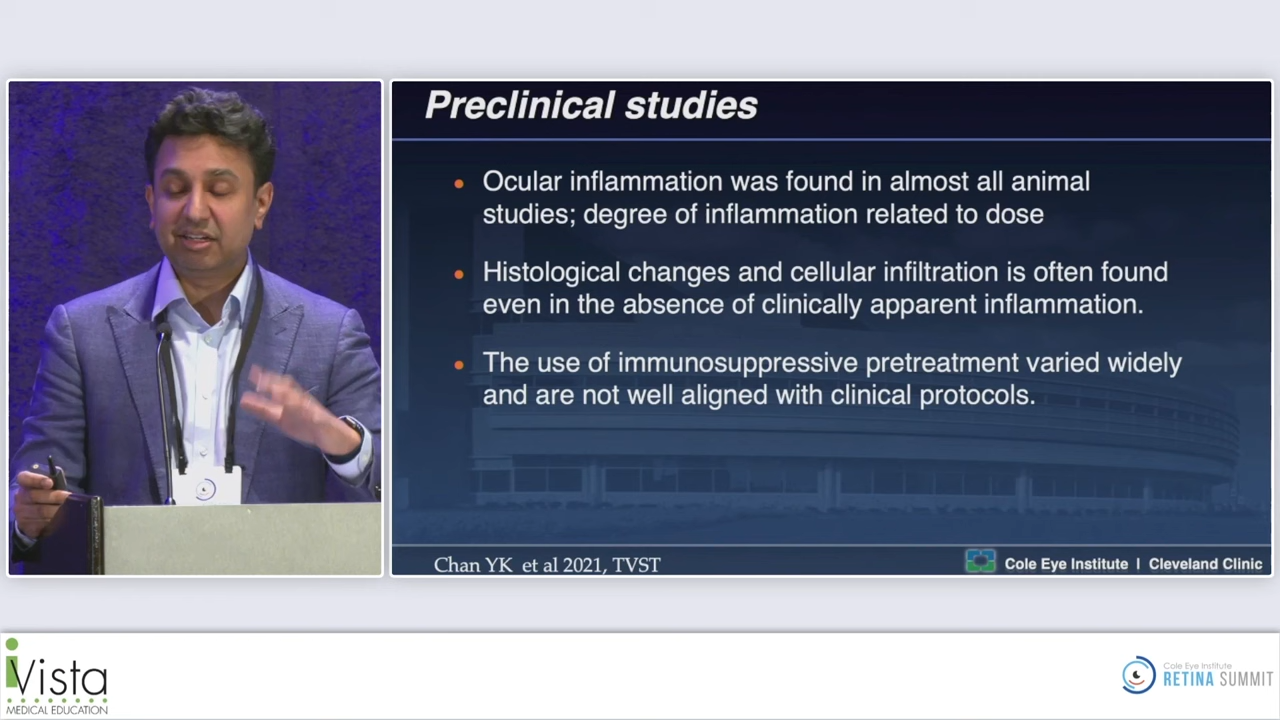 Preclinical studies
• Ocular inflammation was found in almost all animal
studies; degree of inflammation related to dose
• Histological changes and cellular infiltration is often found
even in the absence of clinically apparent inflammation.
• The use of immunosuppressive pretreatment varied widely
and are not well aligned with clinical protocols.
Chan YK et al 2021, TVST
Cole Eye Institute | Cleveland Clinic
iVista
MEDICAL EDUCATION
Cole Eye Institute
RETINA SUMMIT